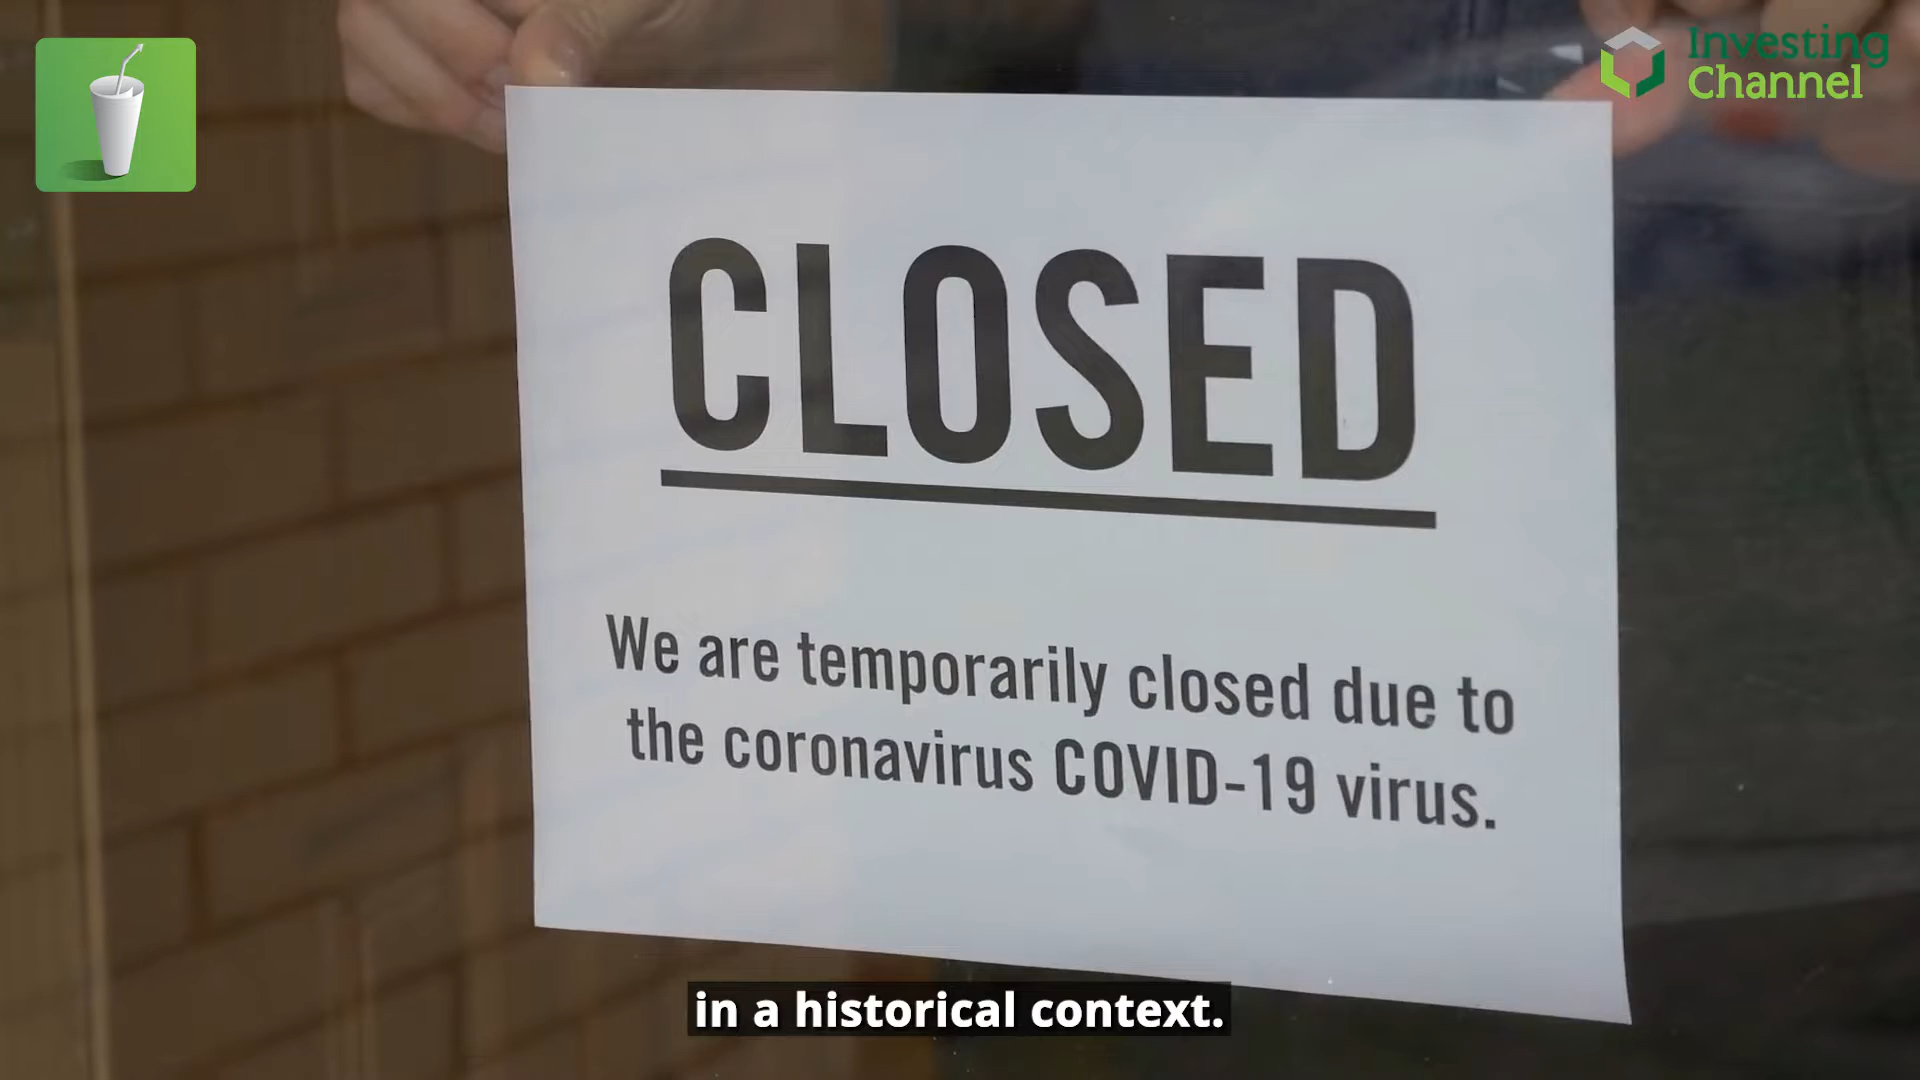 Investing
Channel
CLOSED
We are temporarily closed due to
the coronavirus COVID-19 virus.
in a historical context.